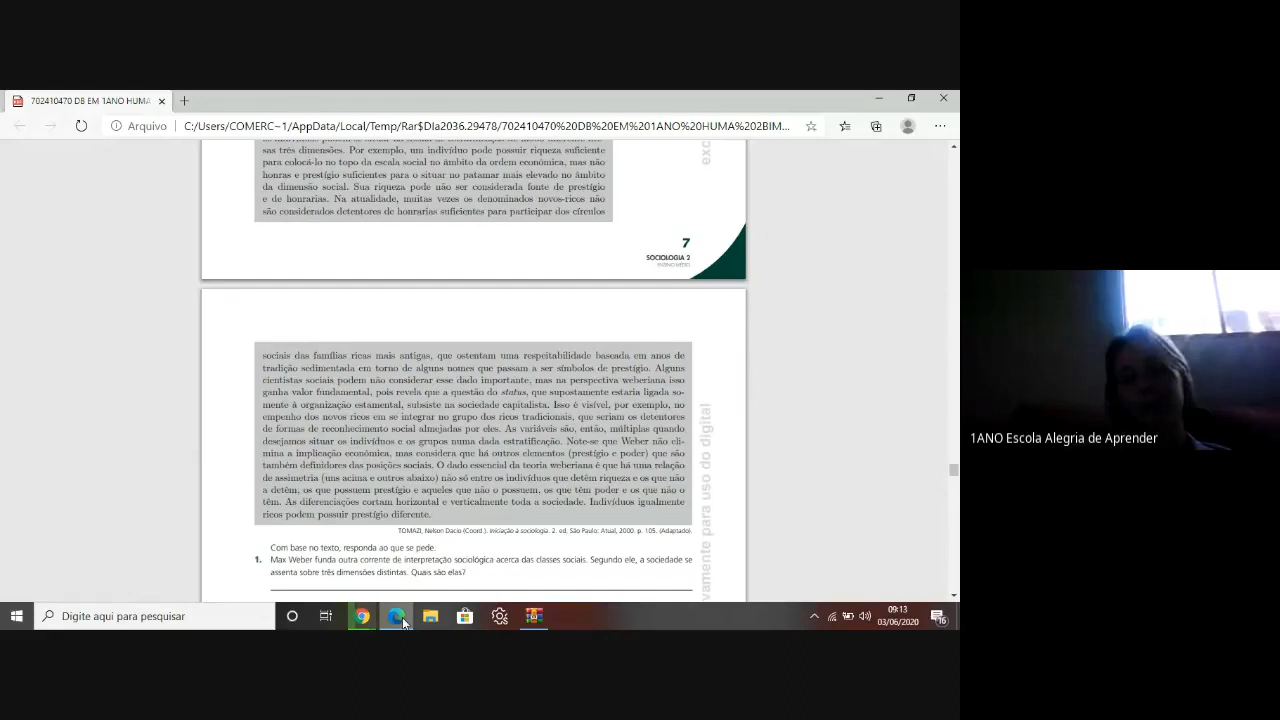 702410470 DB EM 1ANO HUMA
Arquivo
C:/Users/COMERC~1/AppData/Local/Temp/Rar$DIa2036.29478/702410470%20DB%20EM%201ANO%20HUMA%202BIM...
sas três dimensões. Por exemplo, um indivíduo pode possuir riqueza suficiente
para colocá-lo no topo da escala social no âmbito da ordem econômica, mas não
honras e prestígio suficientes para o situar no patamar mais elevado no âmbito
da dimensão social. Sua riqueza pode não ser considerada fonte de prestígio
e de honrarias. Na atualidade, muitas vezes os denominados novos-ricos não
são considerados detentores de honrarias suficientes para participar dos círculos
exc
7
SOCIOLOGIA 2
ENSINO MÉDIO
sociais das famílias ricas mais antigas, que ostentam uma respeitabilidade baseada em anos de
tradição sedimentada em torno de alguns nomes que passam a ser símbolos de prestígio. Alguns
cientistas sociais podem não considerar esse dado importante, mas na perspectiva weberiana isso
ganha valor fundamental, pois revela que a questão do status, que supostamente estaria ligada so-
mente à organização estamental, subsiste na sociedade capitalista. Isso é visível, por exemplo, no
empenho dos novos ricos em se integrar no grupo dos ricos tradicionais, que seriam os detentores
de formas de reconhecimento social almejadas por eles. As variáveis são, então, múltiplas quando
desejamos situar os indivíduos e os grupos numa dada estratificação. Note-se que Weber não eli-
mina a implicação econômica, mas considera que há outros elementos (prestígio e poder) que são
também definidores das posições sociais. O dado essencial da teoria weberiana é que há uma relação
de assimetria (uns acima e outros abaixo) não só entre os indivíduos que detêm riqueza e os que não
a detêm, os que possuem prestígio e aqueles que não o possuem, os que têm poder e os que não o
têm. As diferenciações cortam horizontal e verticalmente toda a sociedade. Indivíduos igualmente
ricos podem possuir prestígio diferente.
TOMAZI, Nelson Dacio (Coord.). Iniciação à sociologia. 2. ed. São Paulo: Atual, 2000. p. 105. (Adaptado).
vamente para uso do digital
Com base no texto, responda ao que se pede.
1. Max Weber funda outra corrente de interpretação sociológica acerca das classes sociais. Segundo ele, a sociedade se
assenta sobre três dimensões distintas. Quais são elas?
1ANO Escola Alegria de Aprender
Digite aqui para pesquisar
09:13
03/06/2020
16